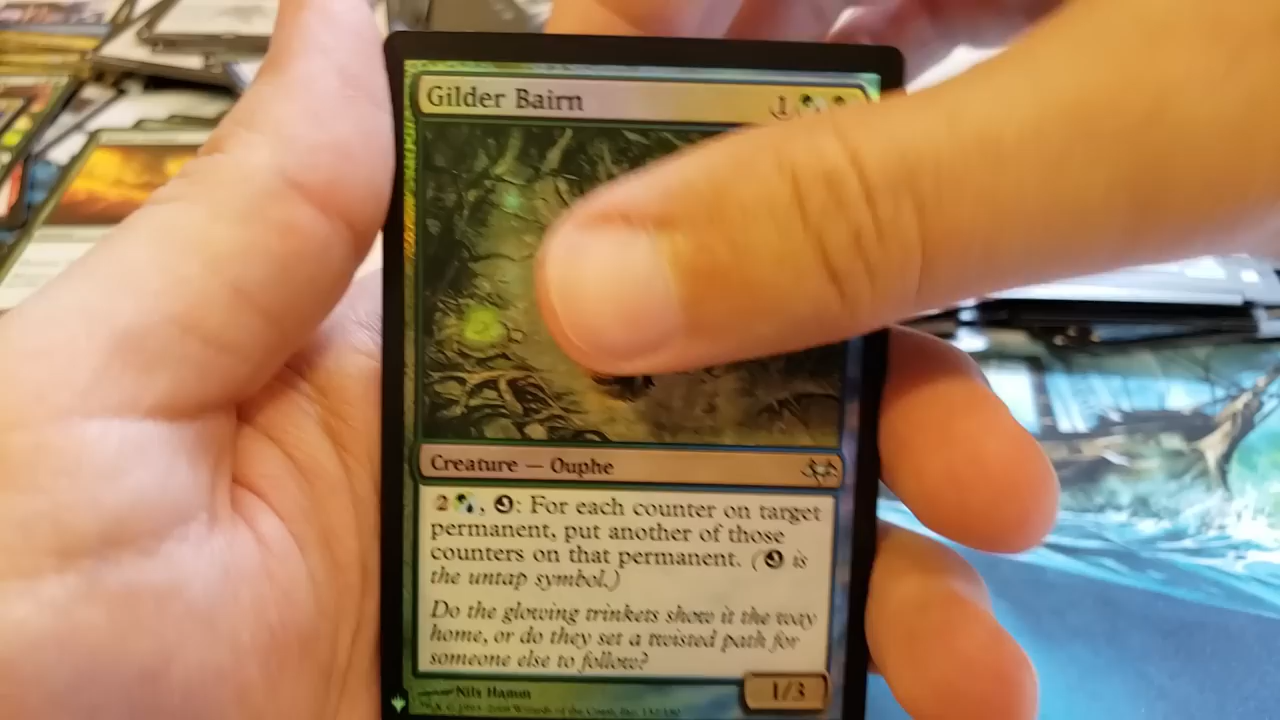 Gilder Bairn 1
Creature — Ouphe
2 , : For each counter on target
permanent, put another of those
counters on that permanent. ( is
the untap symbol.)
Do the glowing trinkets show it the way
home, or do they set a twisted path for
someone else to follow?
1/3
Nils Hamm